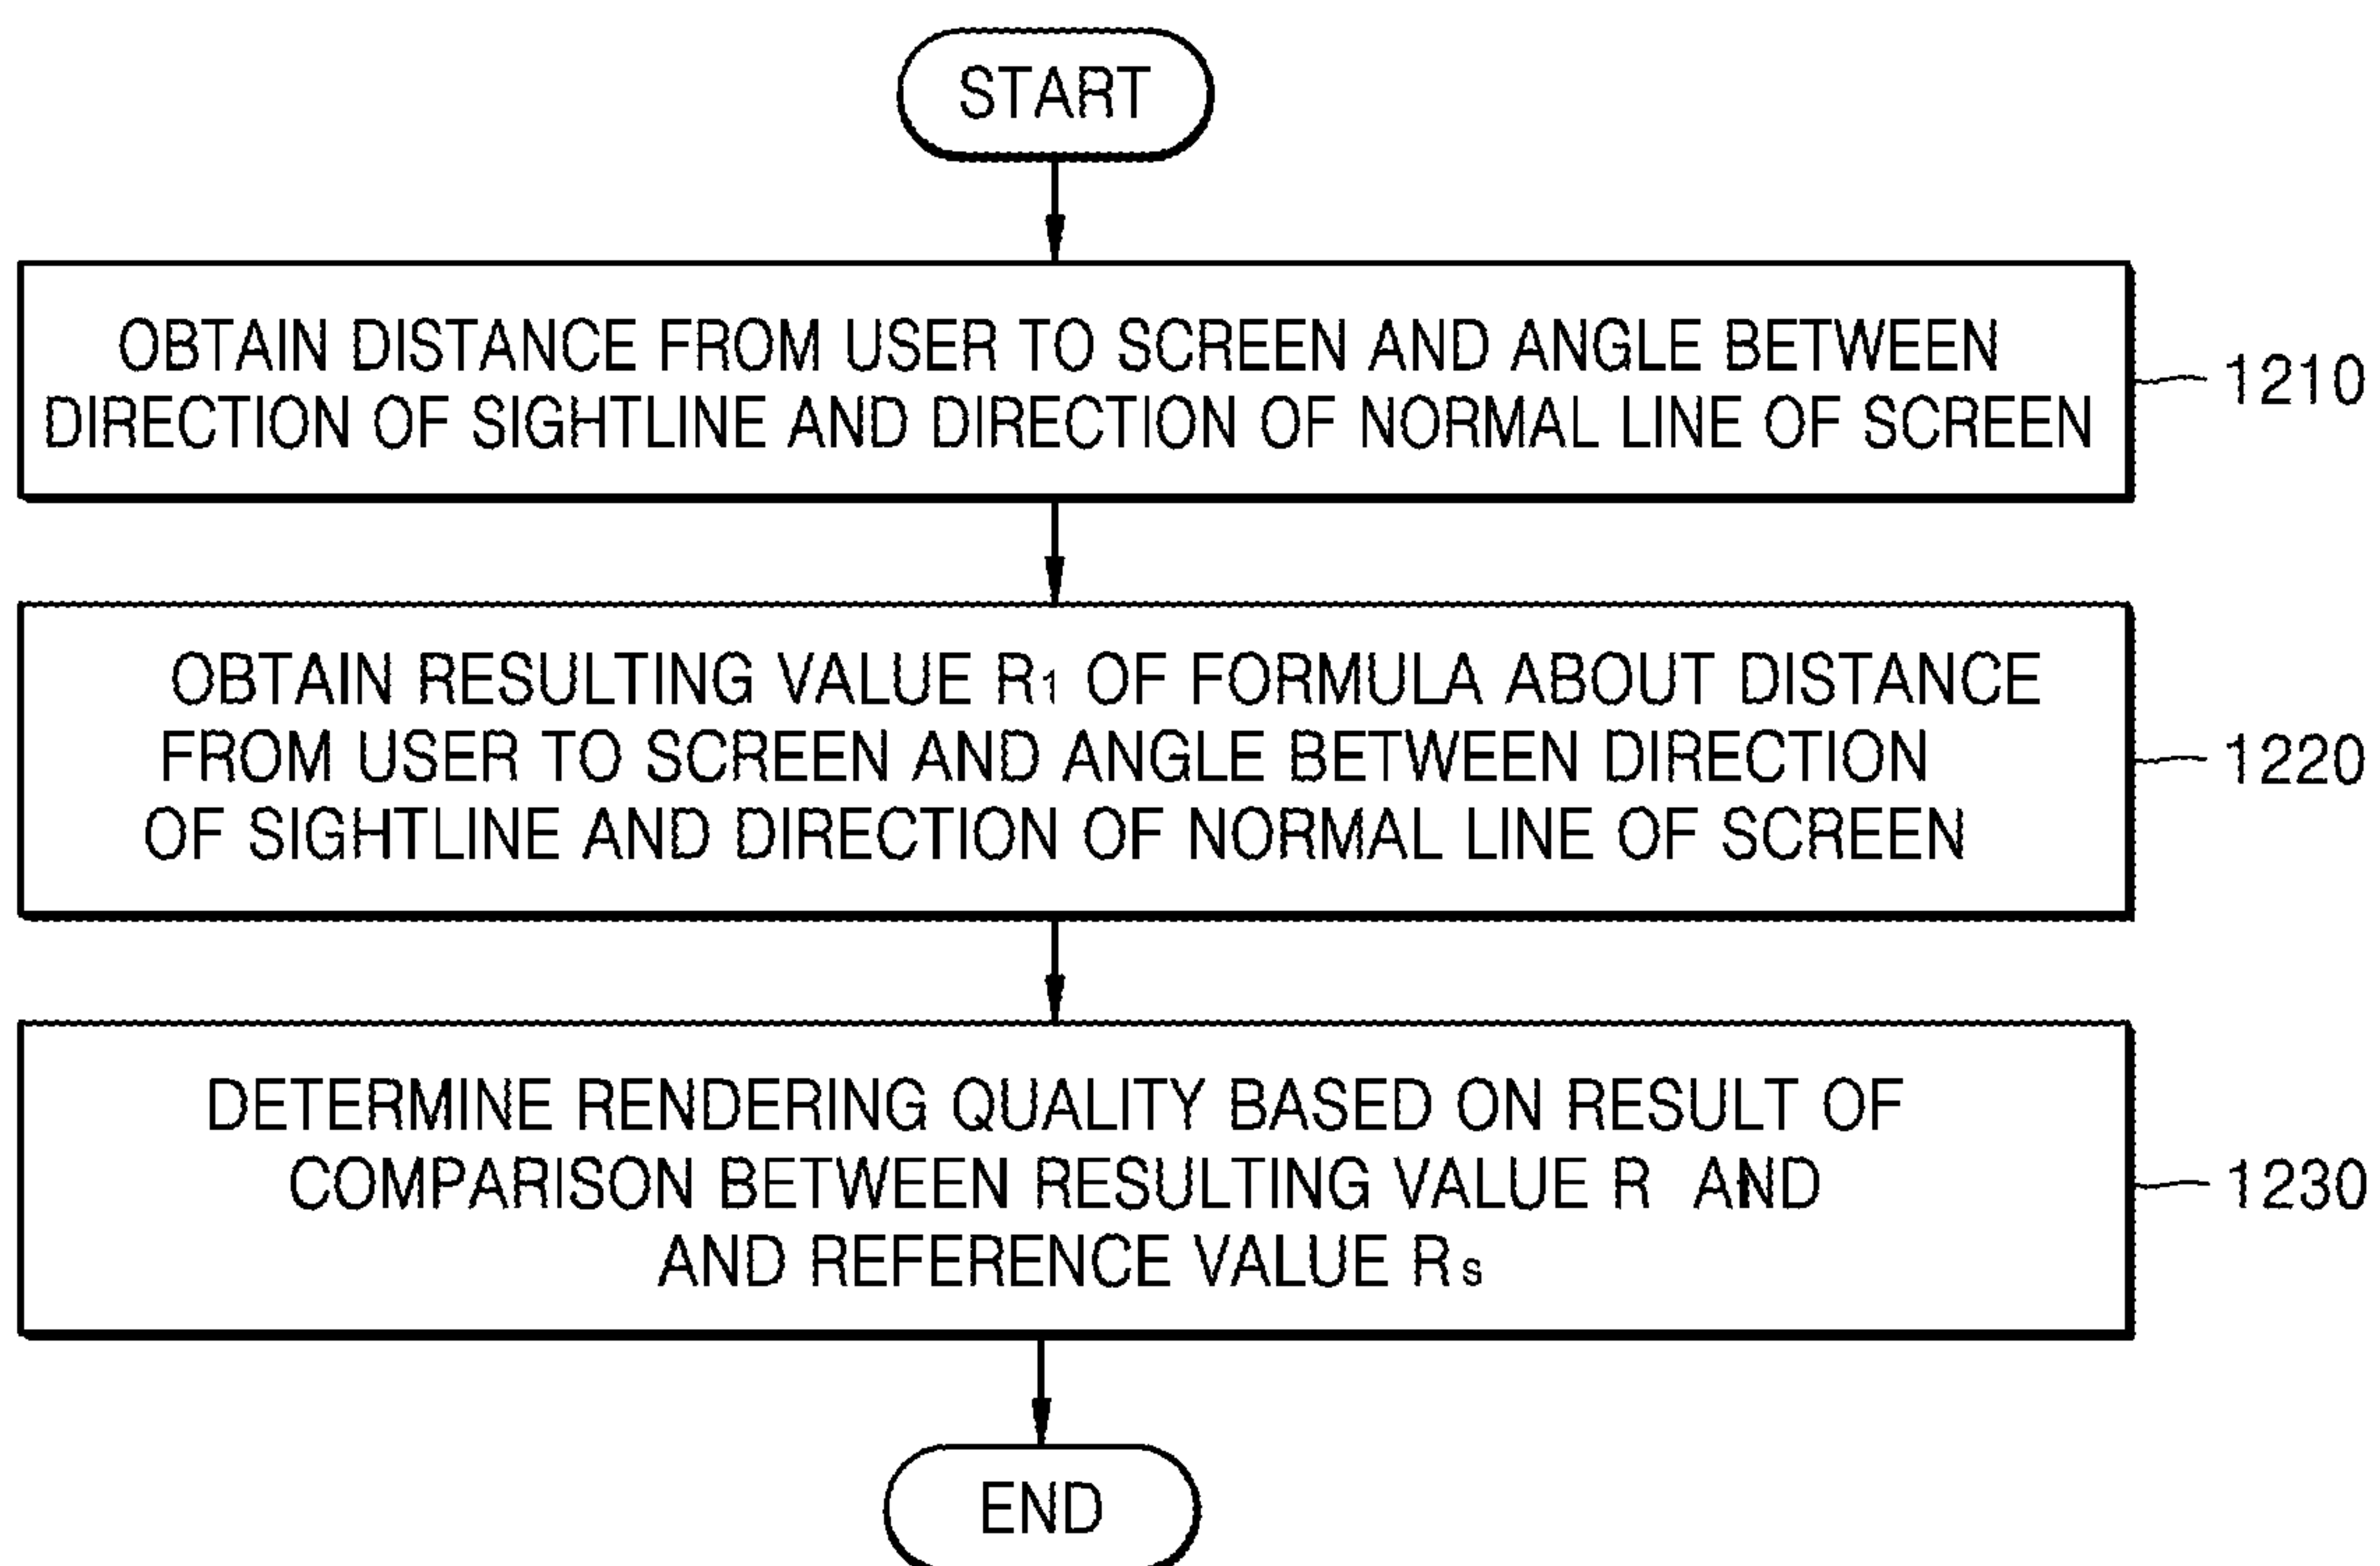 START
OBTAIN DISTANCE FROM USER TO SCREEN AND ANGLE BETWEEN
DIRECTION OF SIGHTLINE AND DIRECTION OF NORMAL LINE OF SCREEN
1210
OBTAIN RESULTING VALUE R1 OF FORMULA ABOUT DISTANCE
FROM USER TO SCREEN AND ANGLE BETWEEN DIRECTION
OF SIGHTLINE AND DIRECTION OF NORMAL LINE OF SCREEN
1220
DETERMINE RENDERING QUALITY BASED ON RESULT OF
COMPARISON BETWEEN RESULTING VALUE R AND
AND REFERENCE VALUE Rs
1230
END